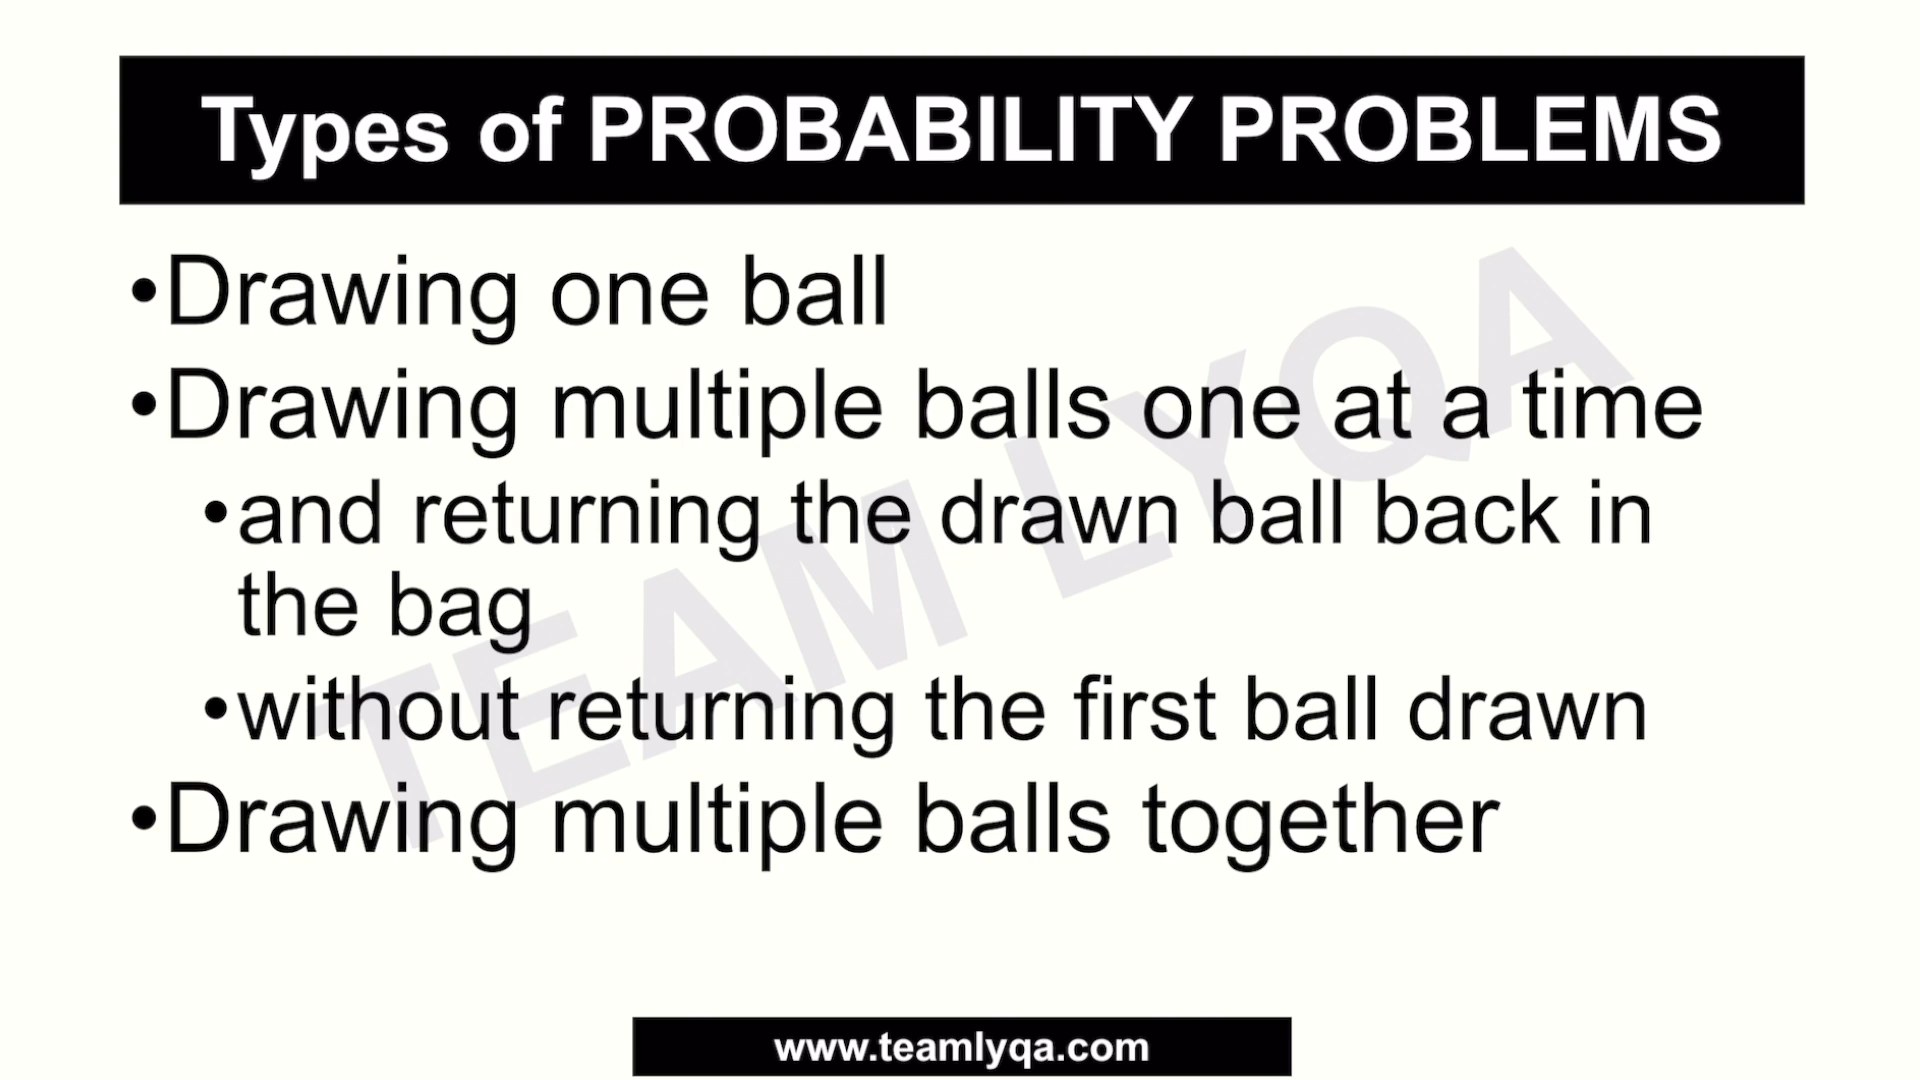 Types of PROBABILITY PROBLEMS
•Drawing one ball
•Drawing multiple balls one at a time
•and returning the drawn ball back in
the bag
•without returning the first ball drawn
•Drawing multiple balls together
TEAM LYQA
www.teamlyqa.com